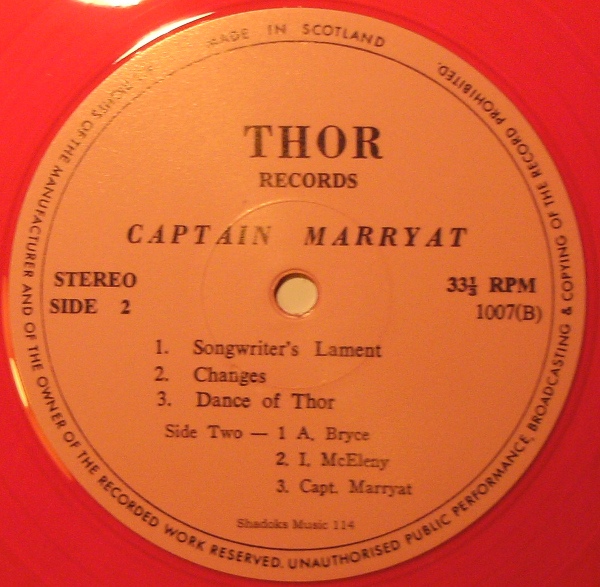 MADE IN SCOTLAND
RIGHTS OF THE MANUFACTURER AND OF THE OWNER OF THE RECORDED WORK RESERVED. UNAUTHORISED PUBLIC PERFORMANCE, BROADCASTING & COPYING OF THE RECORD PROHIBITED.
THOR
RECORDS
CAPTAIN MARRYAT
STEREO 33⅓ RPM
SIDE 2 1007(B)
1. Songwriter's Lament
2. Changes
3. Dance of Thor
Side Two — 1 A. Bryce
2. I. McEleny
3. Capt. Marryat
Shadoks Music 114